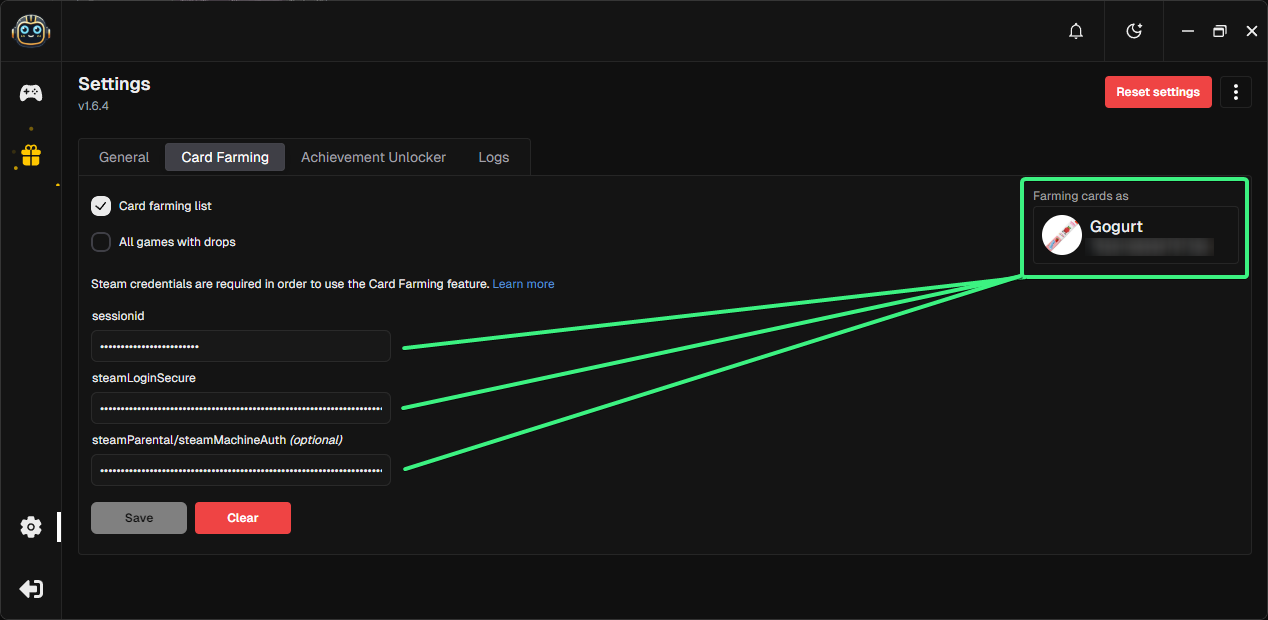 Settings
v1.6.4
Reset settings
General
Card Farming
Achievement Unlocker
Logs
Card farming list
All games with drops
Farming cards as
Gogurt
Steam credentials are required in order to use the Card Farming feature. Learn more
sessionid
steamLoginSecure
steamParental/steamMachineAuth (optional)
Save
Clear